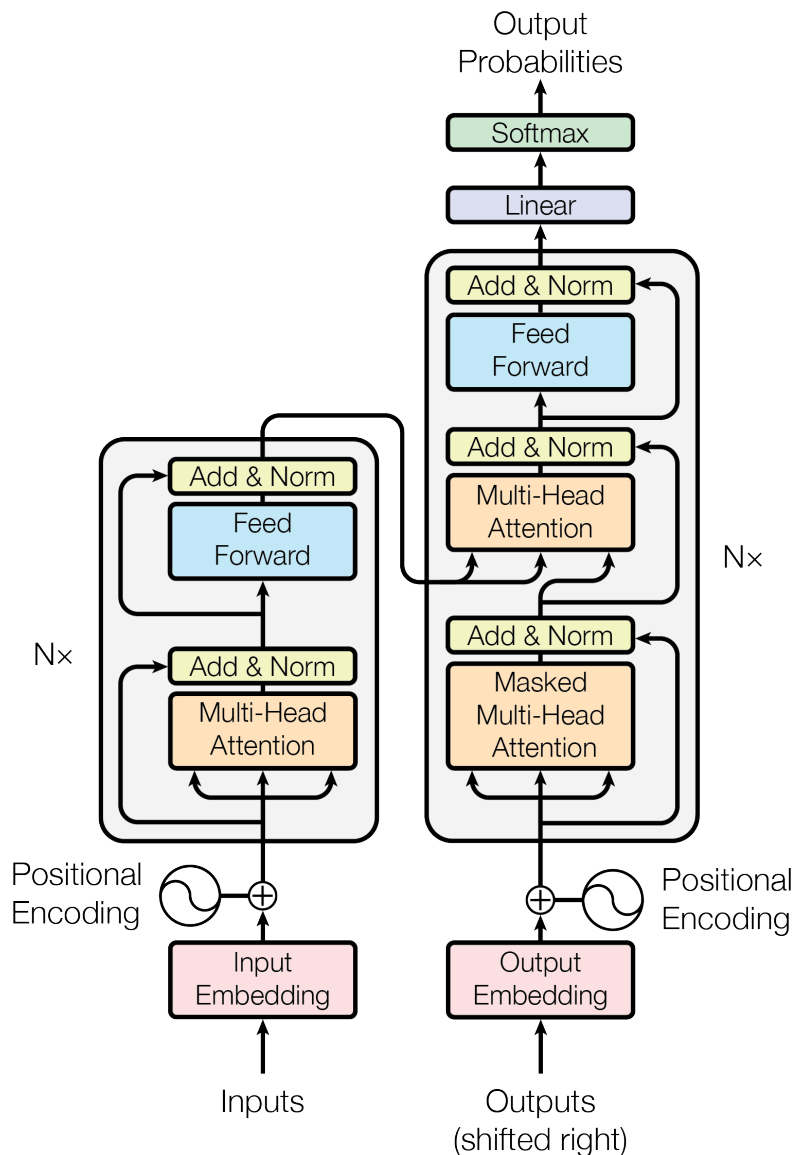 Output
Probabilities
Softmax
Linear
Add & Norm
Feed
Forward
Add & Norm
Multi-Head
Attention
Add & Norm
Masked
Multi-Head
Attention
N×
Add & Norm
Feed
Forward
Add & Norm
Multi-Head
Attention
N×
Positional
Encoding
Positional
Encoding
Input
Embedding
Output
Embedding
Inputs
Outputs
(shifted right)